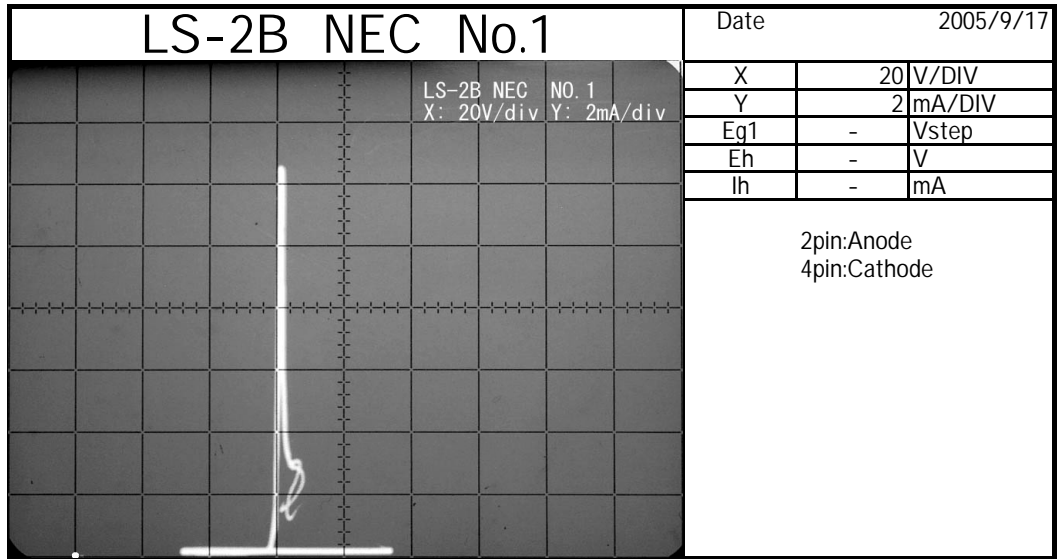 LS-2B NEC No.1
Date 2005/9/17
LS-2B NEC NO.1
X: 20V/div Y: 2mA/div
X 20 V/DIV
Y 2 mA/DIV
Eg1 - Vstep
Eh - V
Ih - mA
2pin:Anode
4pin:Cathode